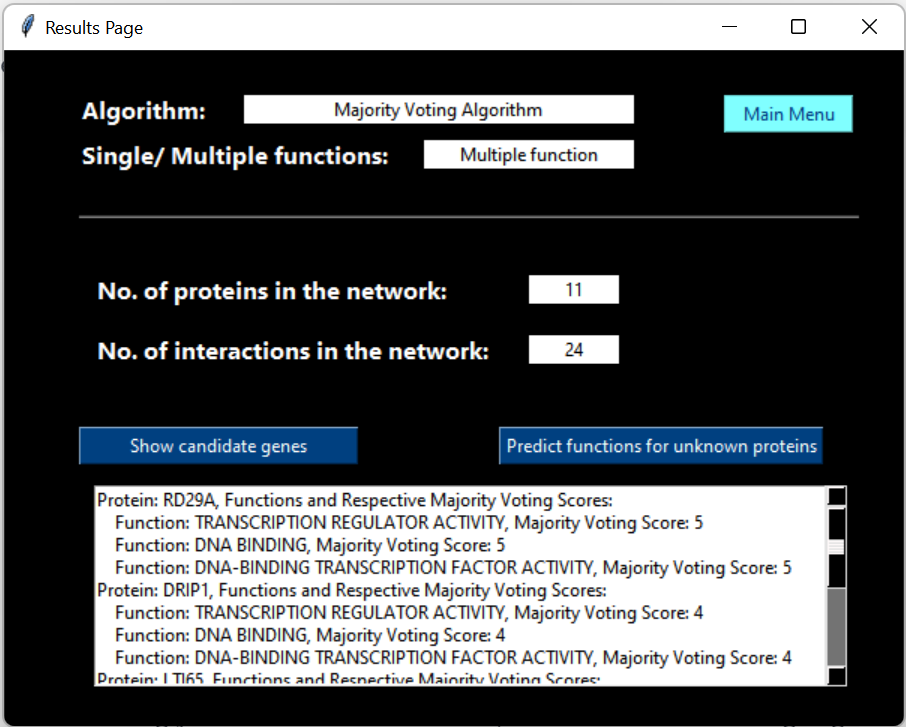 Results Page
Algorithm: Majority Voting Algorithm
Main Menu
Single/ Multiple functions: Multiple function
No. of proteins in the network: 11
No. of interactions in the network: 24
Show candidate genes
Predict functions for unknown proteins
Protein: RD29A, Functions and Respective Majority Voting Scores:
Function: TRANSCRIPTION REGULATOR ACTIVITY, Majority Voting Score: 5
Function: DNA BINDING, Majority Voting Score: 5
Function: DNA-BINDING TRANSCRIPTION FACTOR ACTIVITY, Majority Voting Score: 5
Protein: DRIP1, Functions and Respective Majority Voting Scores:
Function: TRANSCRIPTION REGULATOR ACTIVITY, Majority Voting Score: 4
Function: DNA BINDING, Majority Voting Score: 4
Function: DNA-BINDING TRANSCRIPTION FACTOR ACTIVITY, Majority Voting Score: 4
Protein: LTI65, Functions and Respective Majority Voting Scores: